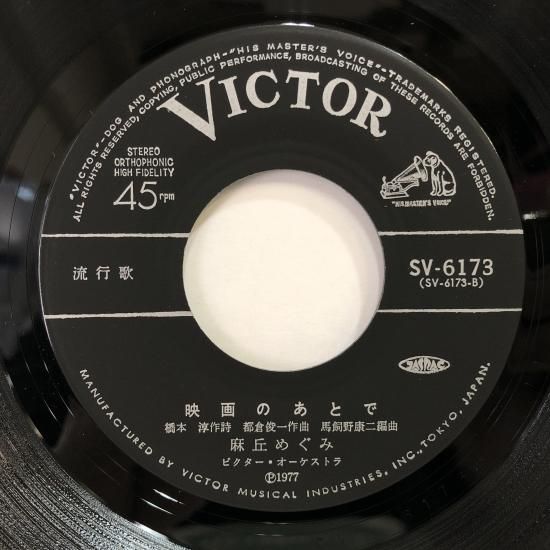 "VICTOR"-DOG AND PHONOGRAPH-"HIS MASTER'S VOICE"-TRADEMARKS REGISTERED.
ALL RIGHTS RESERVED, COPYING, PUBLIC PERFORMANCE, BROADCASTING OF THESE RECORDS ARE FORBIDDEN.
VICTOR
STEREO
ORTHOPHONIC
HIGH FIDELITY
45 rpm
"HIS MASTER'S VOICE"
流行歌
SV-6173
(SV-6173-B)
JASRAC
映画のあとで
橋本 淳作詩 都倉俊一作曲 馬飼野康二編曲
麻丘めぐみ
ビクター・オーケストラ
Ⓟ1977
MANUFACTURED BY VICTOR MUSICAL INDUSTRIES, INC., TOKYO, JAPAN.